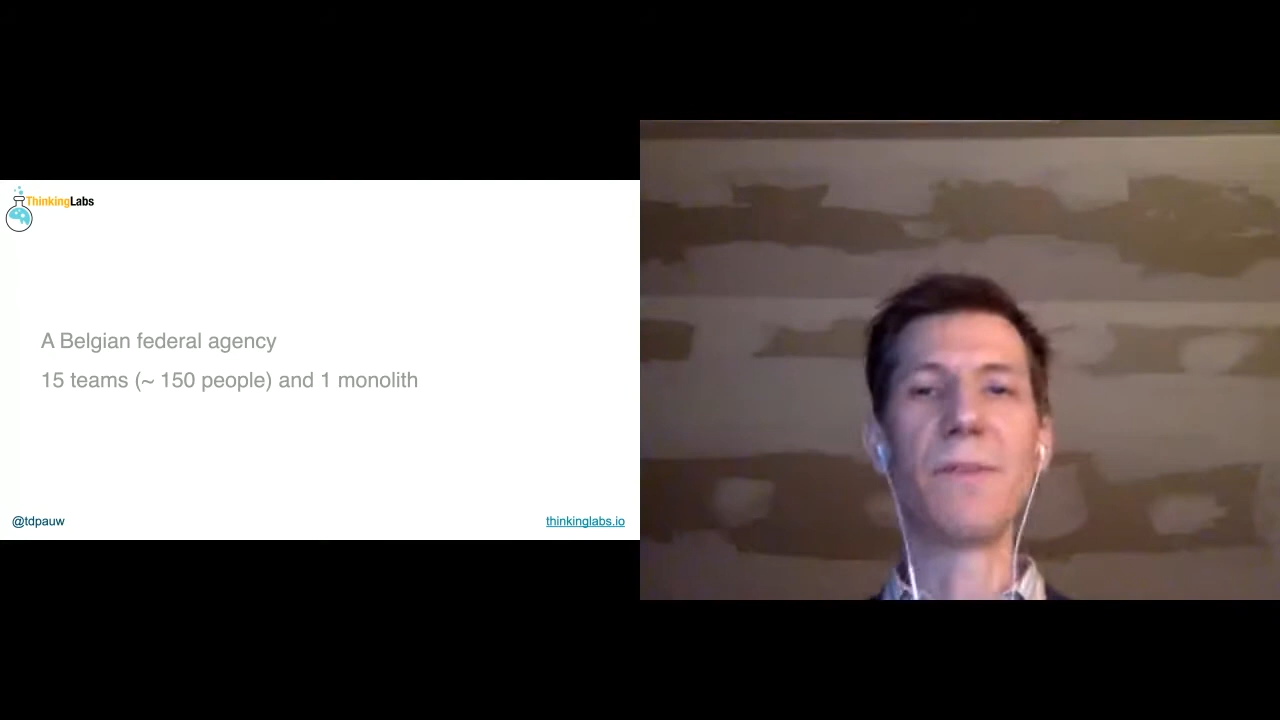 ThinkingLabs
A Belgian federal agency
15 teams (~ 150 people) and 1 monolith
@tdpauw
thinkinglabs.io